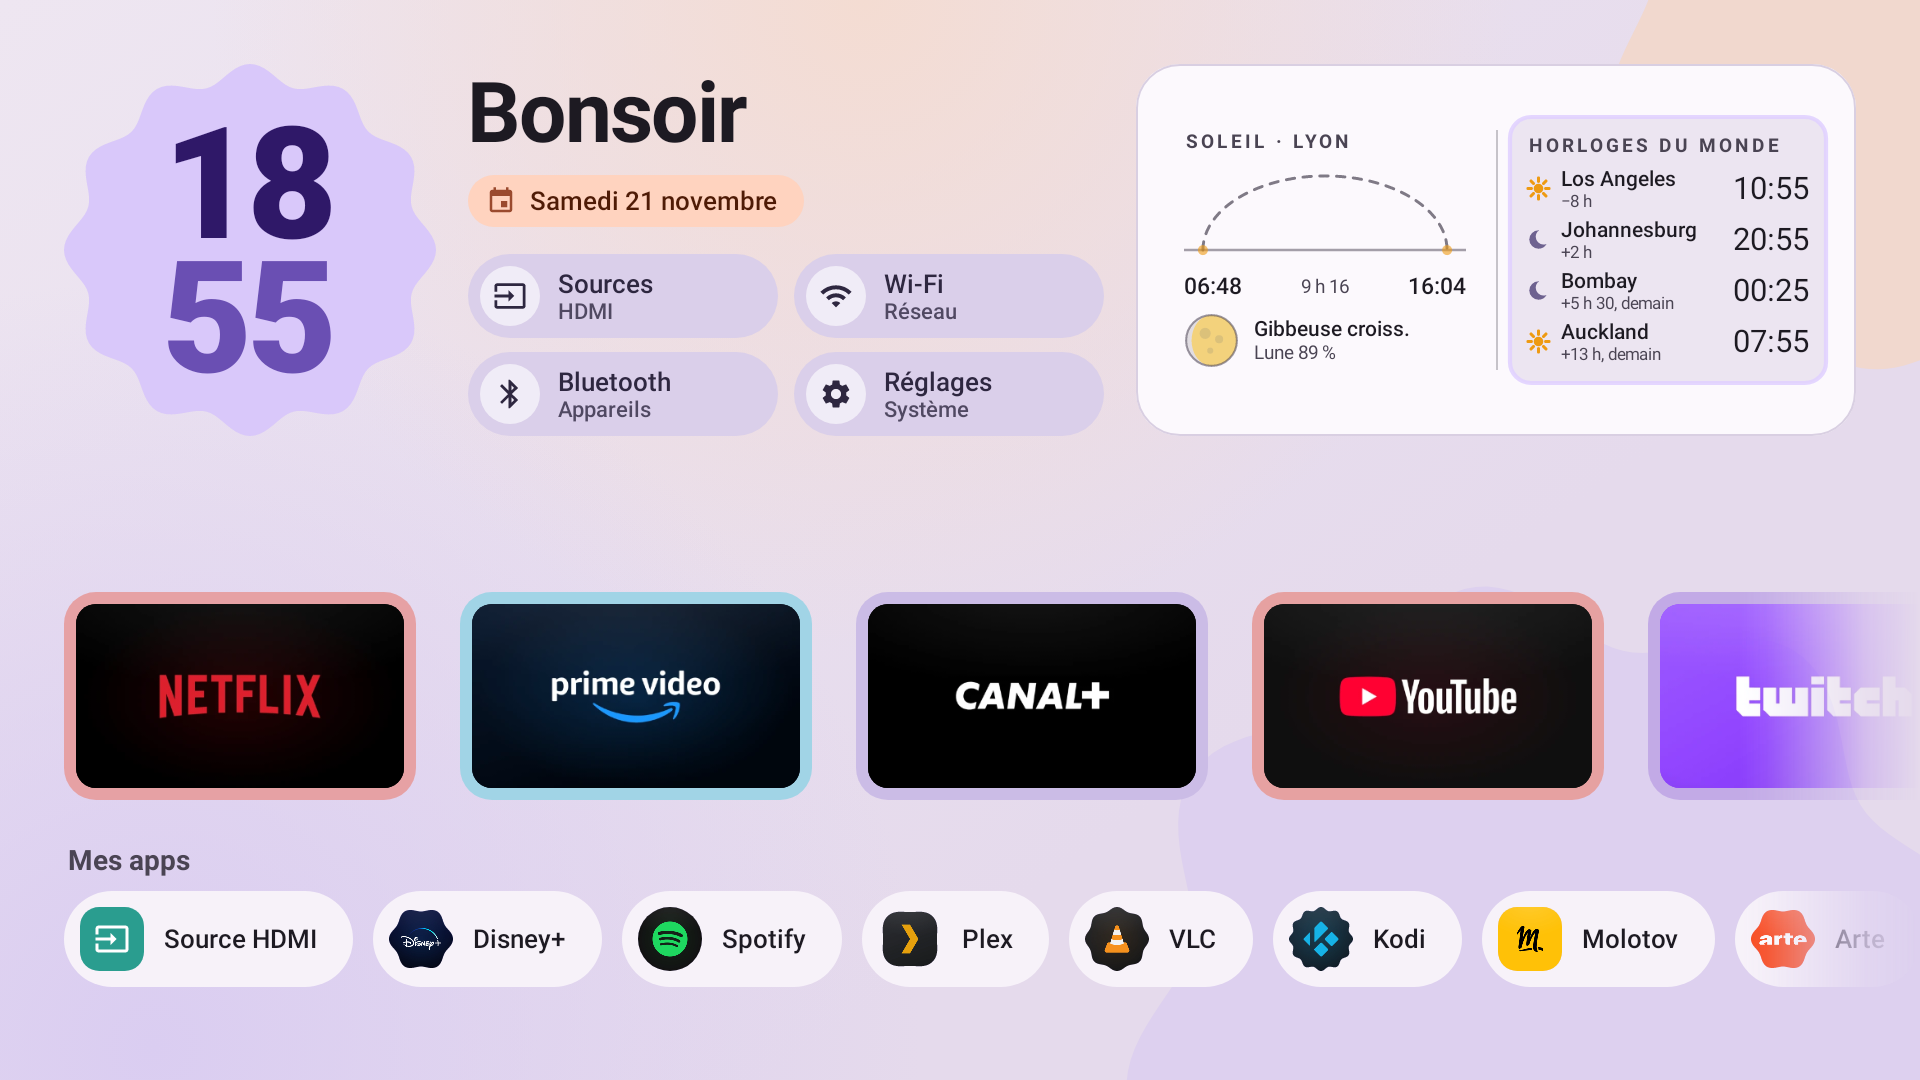 18
55
Bonsoir
Samedi 21 novembre
Sources
HDMI
Wi-Fi
Réseau
Bluetooth
Appareils
Réglages
Système
SOLEIL · LYON
06:48
9 h 16
16:04
Gibbeuse croiss.
Lune 89 %
HORLOGES DU MONDE
Los Angeles
−8 h
10:55
Johannesburg
+2 h
20:55
Bombay
+5 h 30, demain
00:25
Auckland
+13 h, demain
07:55
NETFLIX
prime video
CANAL+
YouTube
twitch
Mes apps
Source HDMI
Disney+
Disney+
Spotify
Plex
VLC
Kodi
M.
Molotov
arte
Arte